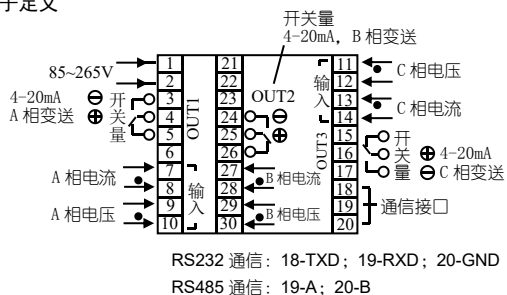 子定义
开关量
4-20mA，B 相变送
85~265V
1 21 11
2 22 12
3 23 13
4 24 14
5 25 15
6 26 16
7 27 17
8 28 18
9 29 19
10 30 20
4-20mA ⊖ 开
A 相变送 ⊕ 关
量
OUT1
OUT2
⊖
⊕
输
入
C 相电压
C 相电流
OUT3
开
关 ⊕ 4-20mA
量 ⊖ C 相变送
A 相电流
A 相电压
输
入
B 相电流
B 相电压
通信接口
RS232 通信：18-TXD；19-RXD；20-GND
RS485 通信：19-A；20-B